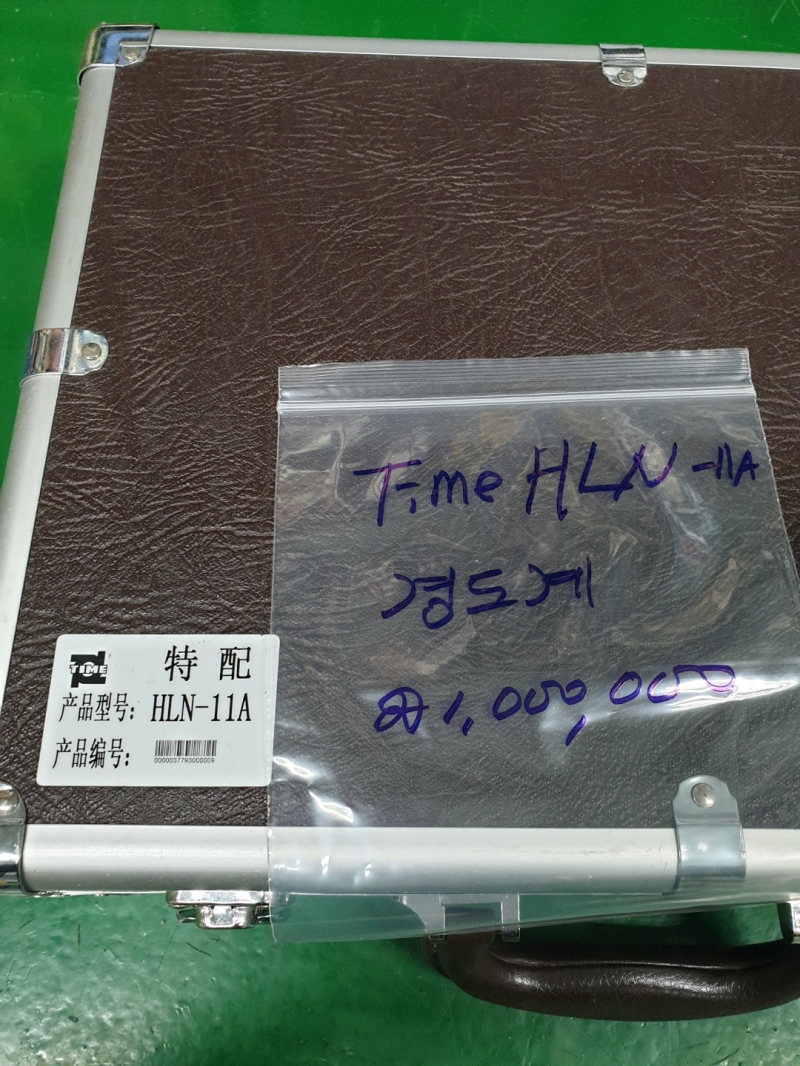 Time HLN-11A
경도계
₩1,000,000
TIME
特配
产品型号: HLN-11A
产品编号:
0000037793000009